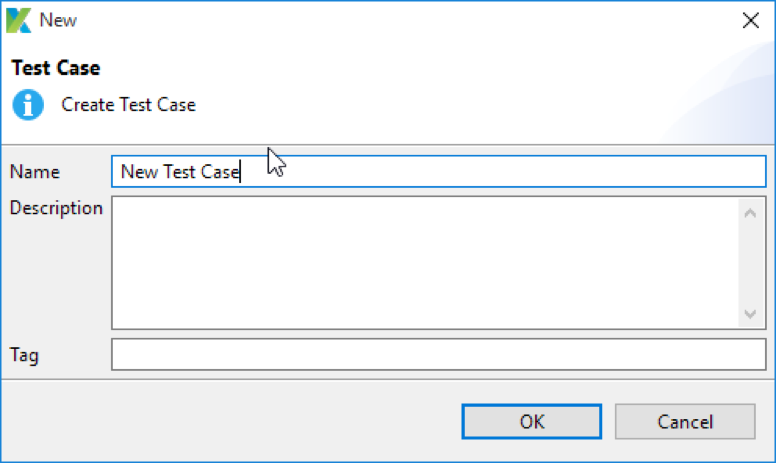 New
Test Case
Create Test Case
Name New Test Case
Description
Tag
OK Cancel